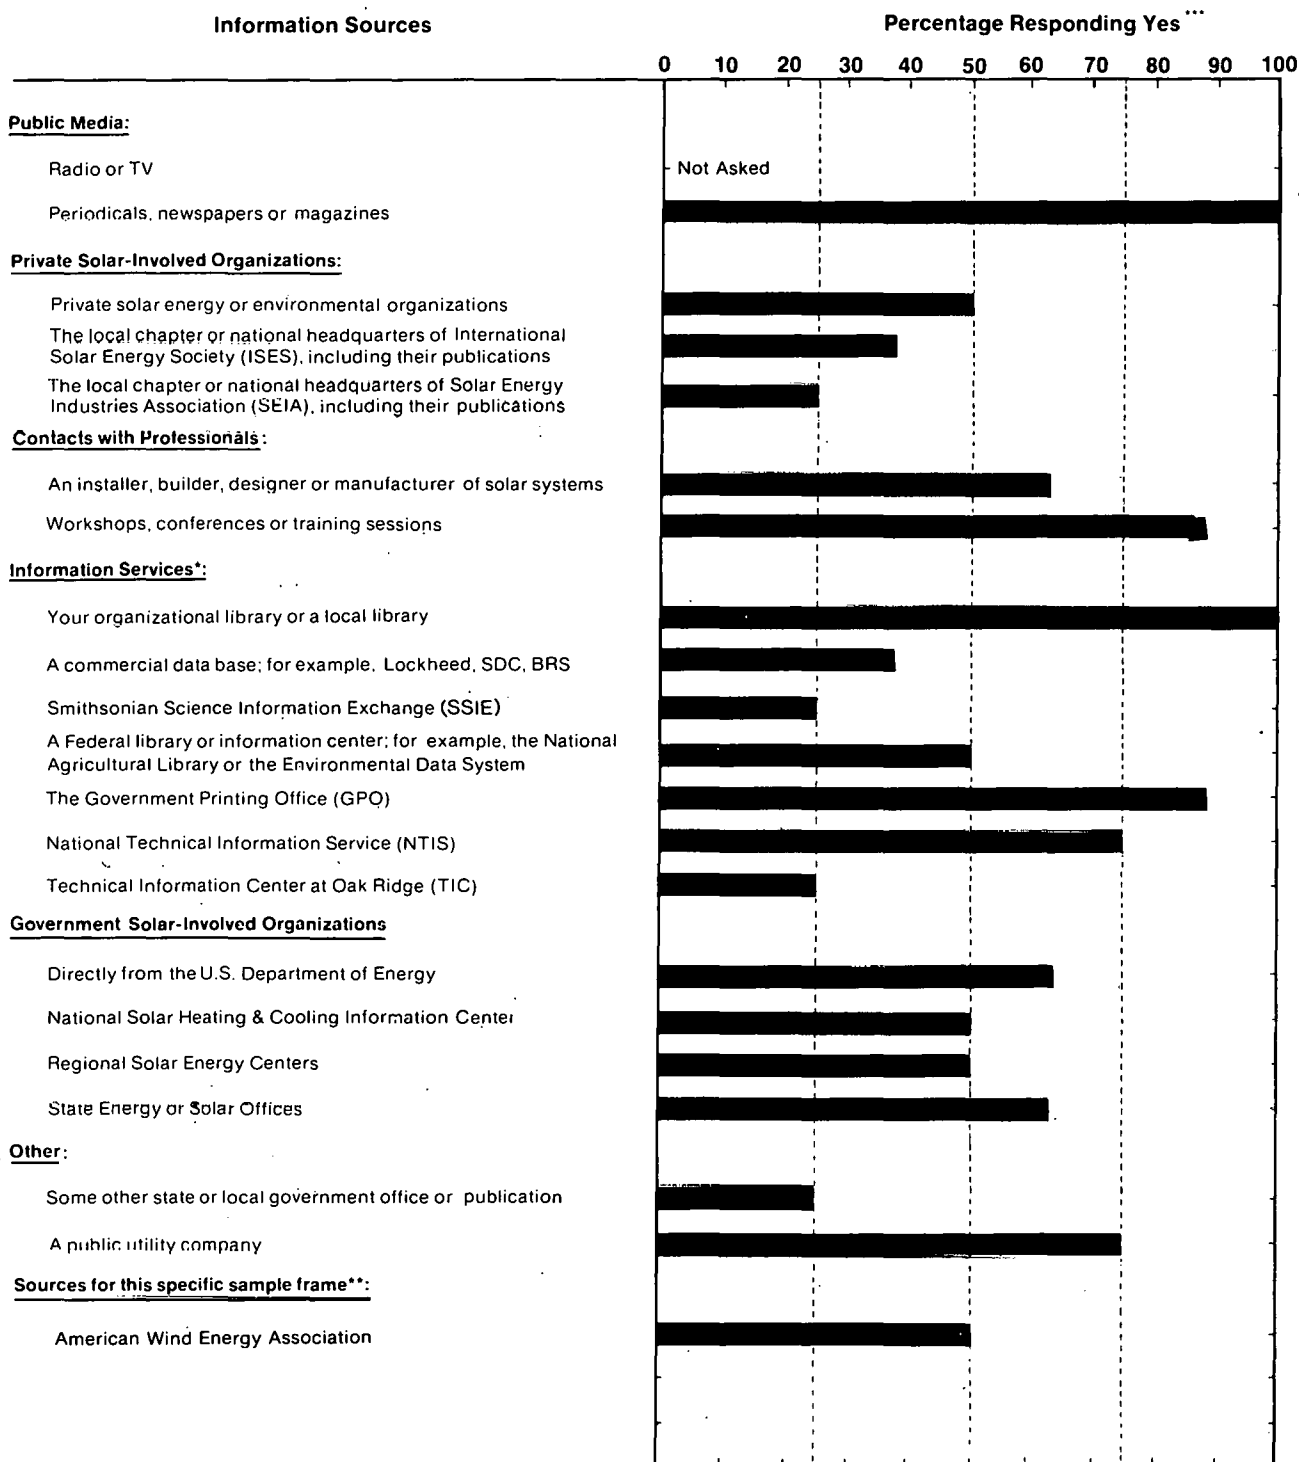 Information Sources
Percentage Responding Yes***
0 10 20 30 40 50 60 70 80 90 100
Public Media:
Radio or TV
Not Asked
Periodicals, newspapers or magazines
Private Solar-Involved Organizations:
Private solar energy or environmental organizations
The local chapter or national headquarters of International
Solar Energy Society (ISES), including their publications
The local chapter or national headquarters of Solar Energy
Industries Association (SEIA), including their publications
Contacts with Professionals:
An installer, builder, designer or manufacturer of solar systems
Workshops, conferences or training sessions
Information Services*:
Your organizational library or a local library
A commercial data base; for example, Lockheed, SDC, BRS
Smithsonian Science Information Exchange (SSIE)
A Federal library or information center; for example, the National
Agricultural Library or the Environmental Data System
The Government Printing Office (GPO)
National Technical Information Service (NTIS)
Technical Information Center at Oak Ridge (TIC)
Government Solar-Involved Organizations
Directly from the U.S. Department of Energy
National Solar Heating & Cooling Information Center
Regional Solar Energy Centers
State Energy or Solar Offices
Other:
Some other state or local government office or publication
A public utility company
Sources for this specific sample frame**:
American Wind Energy Association